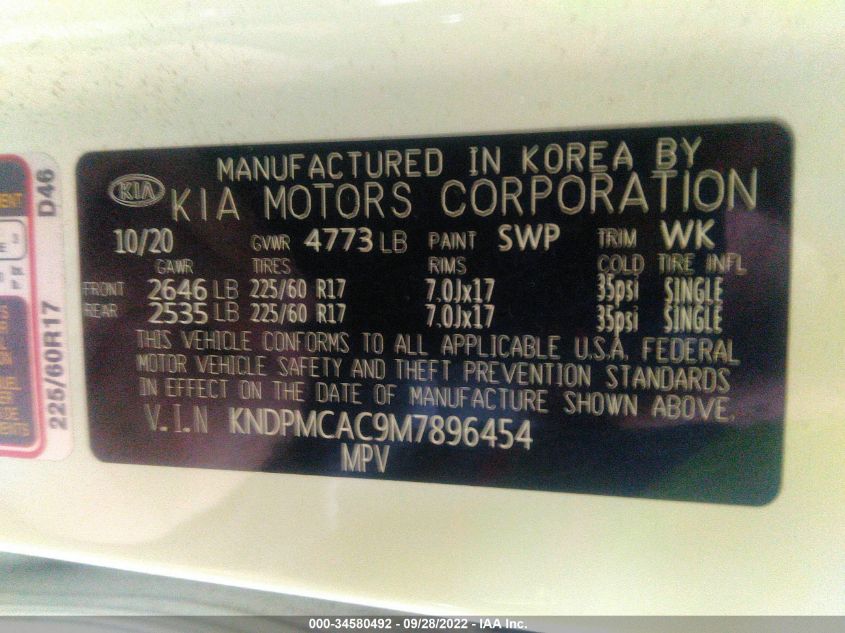 MANUFACTURED IN KOREA BY
KIA KIA MOTORS CORPORATION
10/20 GVWR 4773 LB PAINT SWP TRIM WK
GAWR TIRES RIMS COLD TIRE INFL
FRONT 2646 LB 225/60 R17 7.0Jx17 35psi SINGLE
REAR 2535 LB 225/60 R17 7.0Jx17 35psi SINGLE
THIS VEHICLE CONFORMS TO ALL APPLICABLE U.S.A. FEDERAL
MOTOR VEHICLE SAFETY AND THEFT PREVENTION STANDARDS
IN EFFECT ON THE DATE OF MANUFACTURE SHOWN ABOVE.
V.I.N KNDPMCAC9M7896454
MPV
225/60R17 D46
000-34580492 - 09/28/2022 - IAA Inc.